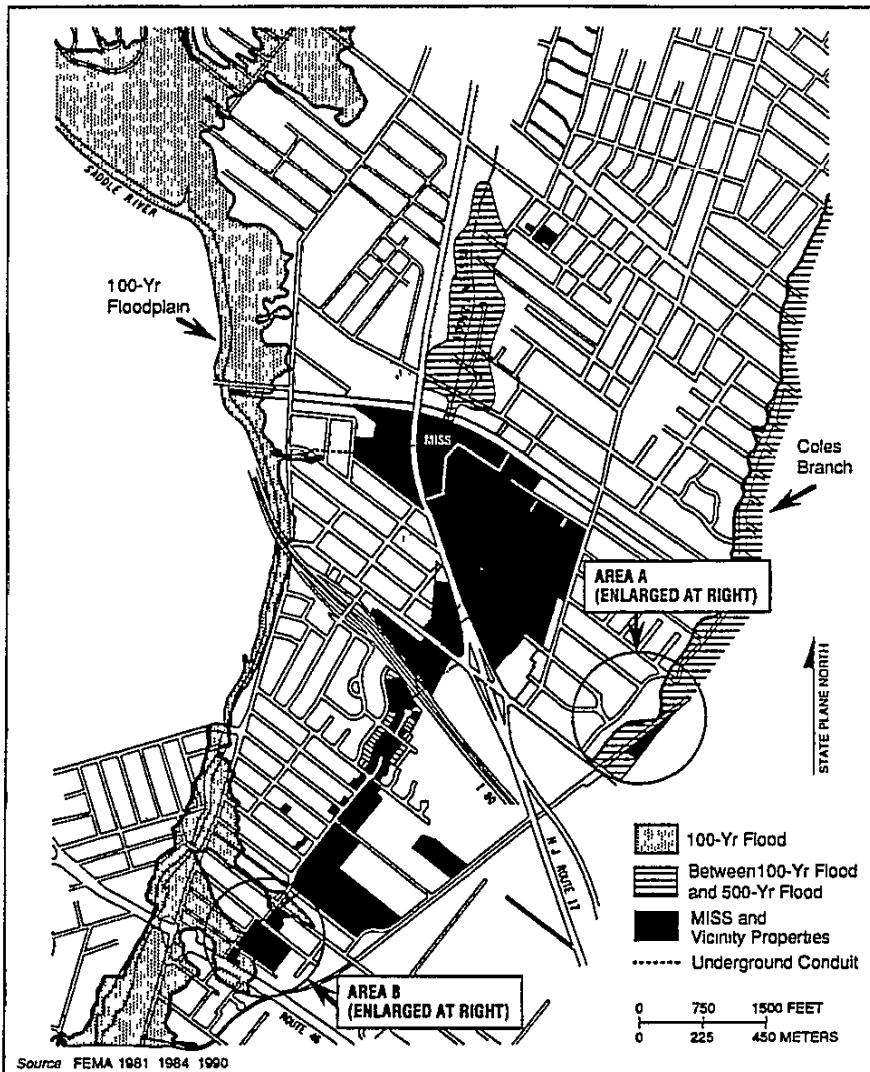 SADDLE RIVER
100-Yr
Floodplain
MISS
Coles
Branch
AREA A
(ENLARGED AT RIGHT)
STATE PLANE NORTH
I 80
N J ROUTE 17
100-Yr Flood
Between 100-Yr Flood
and 500-Yr Flood
MISS and
Vicinity Properties
Underground Conduit
AREA B
(ENLARGED AT RIGHT)
ROUTE 46
0 750 1500 FEET
0 225 450 METERS
Source FEMA 1981 1984 1990